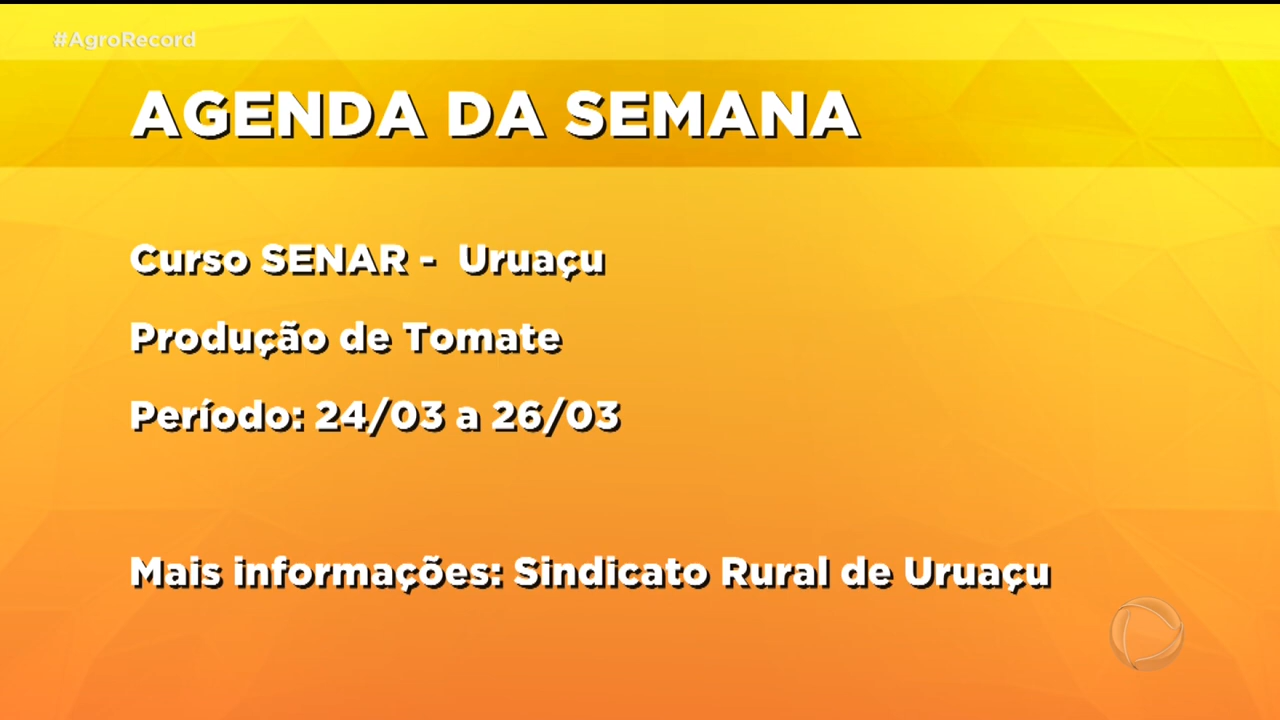 #AgroRecord
AGENDA DA SEMANA
Curso SENAR - Uruaçu
Produção de Tomate
Período: 24/03 a 26/03
Mais informações: Sindicato Rural de Uruaçu